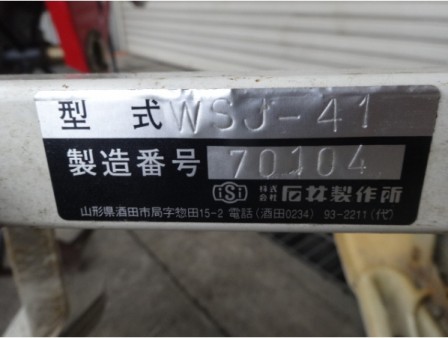 型式 WSJ-41
製造番号 70104
iSi 株式会社 石井製作所
山形県酒田市局字惣田15-2 電話(酒田0234) 93-2211(代)